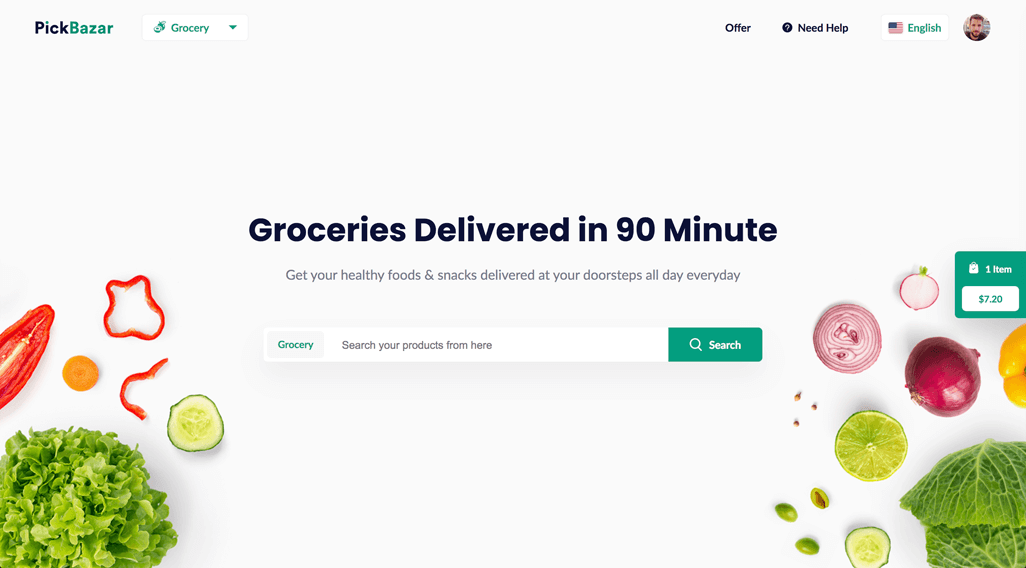 PickBazar
Grocery
Offer
Need Help
English
Groceries Delivered in 90 Minute
Get your healthy foods & snacks delivered at your doorsteps all day everyday
1 Item
$7.20
Grocery
Search your products from here
Search